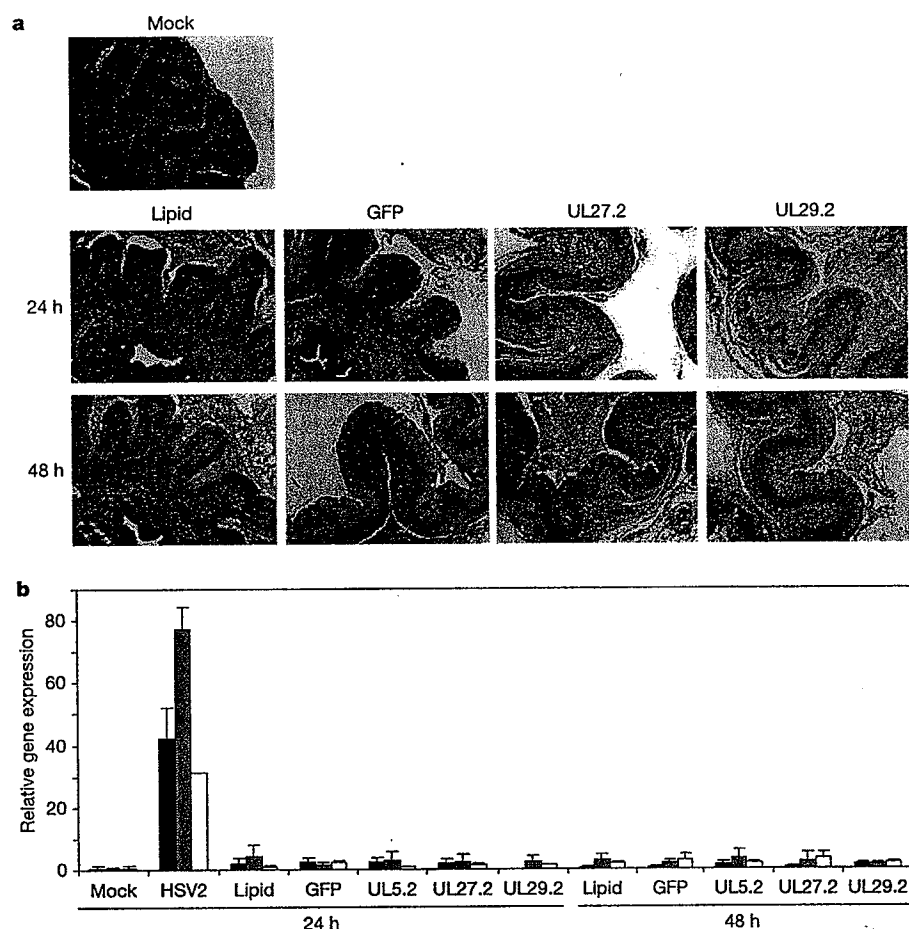 a
Mock
Lipid GFP UL27.2 UL29.2
24 h
48 h
b
Relative gene expression
80
60
40
20
0
Mock HSV2 Lipid GFP UL5.2 UL27.2 UL29.2 Lipid GFP UL5.2 UL27.2 UL29.2
24 h 48 h